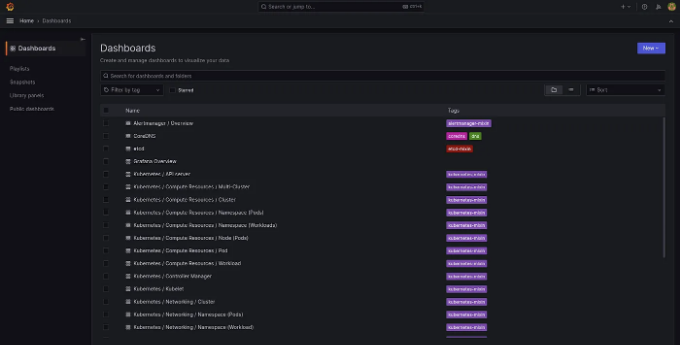 Search or jump to...
Home > Dashboards
Dashboards
Playlists
Snapshots
Library panels
Public dashboards
Dashboards
New
Create and manage dashboards to visualize your data
Search for dashboards and folders
Filter by tag
Starred
Sort
Name Tags
Alertmanager / Overview alertmanager-mixin
CoreDNS coredns dns
etcd etcd-mixin
Grafana Overview
Kubernetes / API server kubernetes-mixin
Kubernetes / Compute Resources / Multi-Cluster kubernetes-mixin
Kubernetes / Compute Resources / Cluster kubernetes-mixin
Kubernetes / Compute Resources / Namespace (Pods) kubernetes-mixin
Kubernetes / Compute Resources / Namespace (Workloads) kubernetes-mixin
Kubernetes / Compute Resources / Node (Pods) kubernetes-mixin
Kubernetes / Compute Resources / Pod kubernetes-mixin
Kubernetes / Compute Resources / Workload kubernetes-mixin
Kubernetes / Controller Manager kubernetes-mixin
Kubernetes / Kubelet kubernetes-mixin
Kubernetes / Networking / Cluster kubernetes-mixin
Kubernetes / Networking / Namespace (Pods) kubernetes-mixin
Kubernetes / Networking / Namespace (Workload) kubernetes-mixin